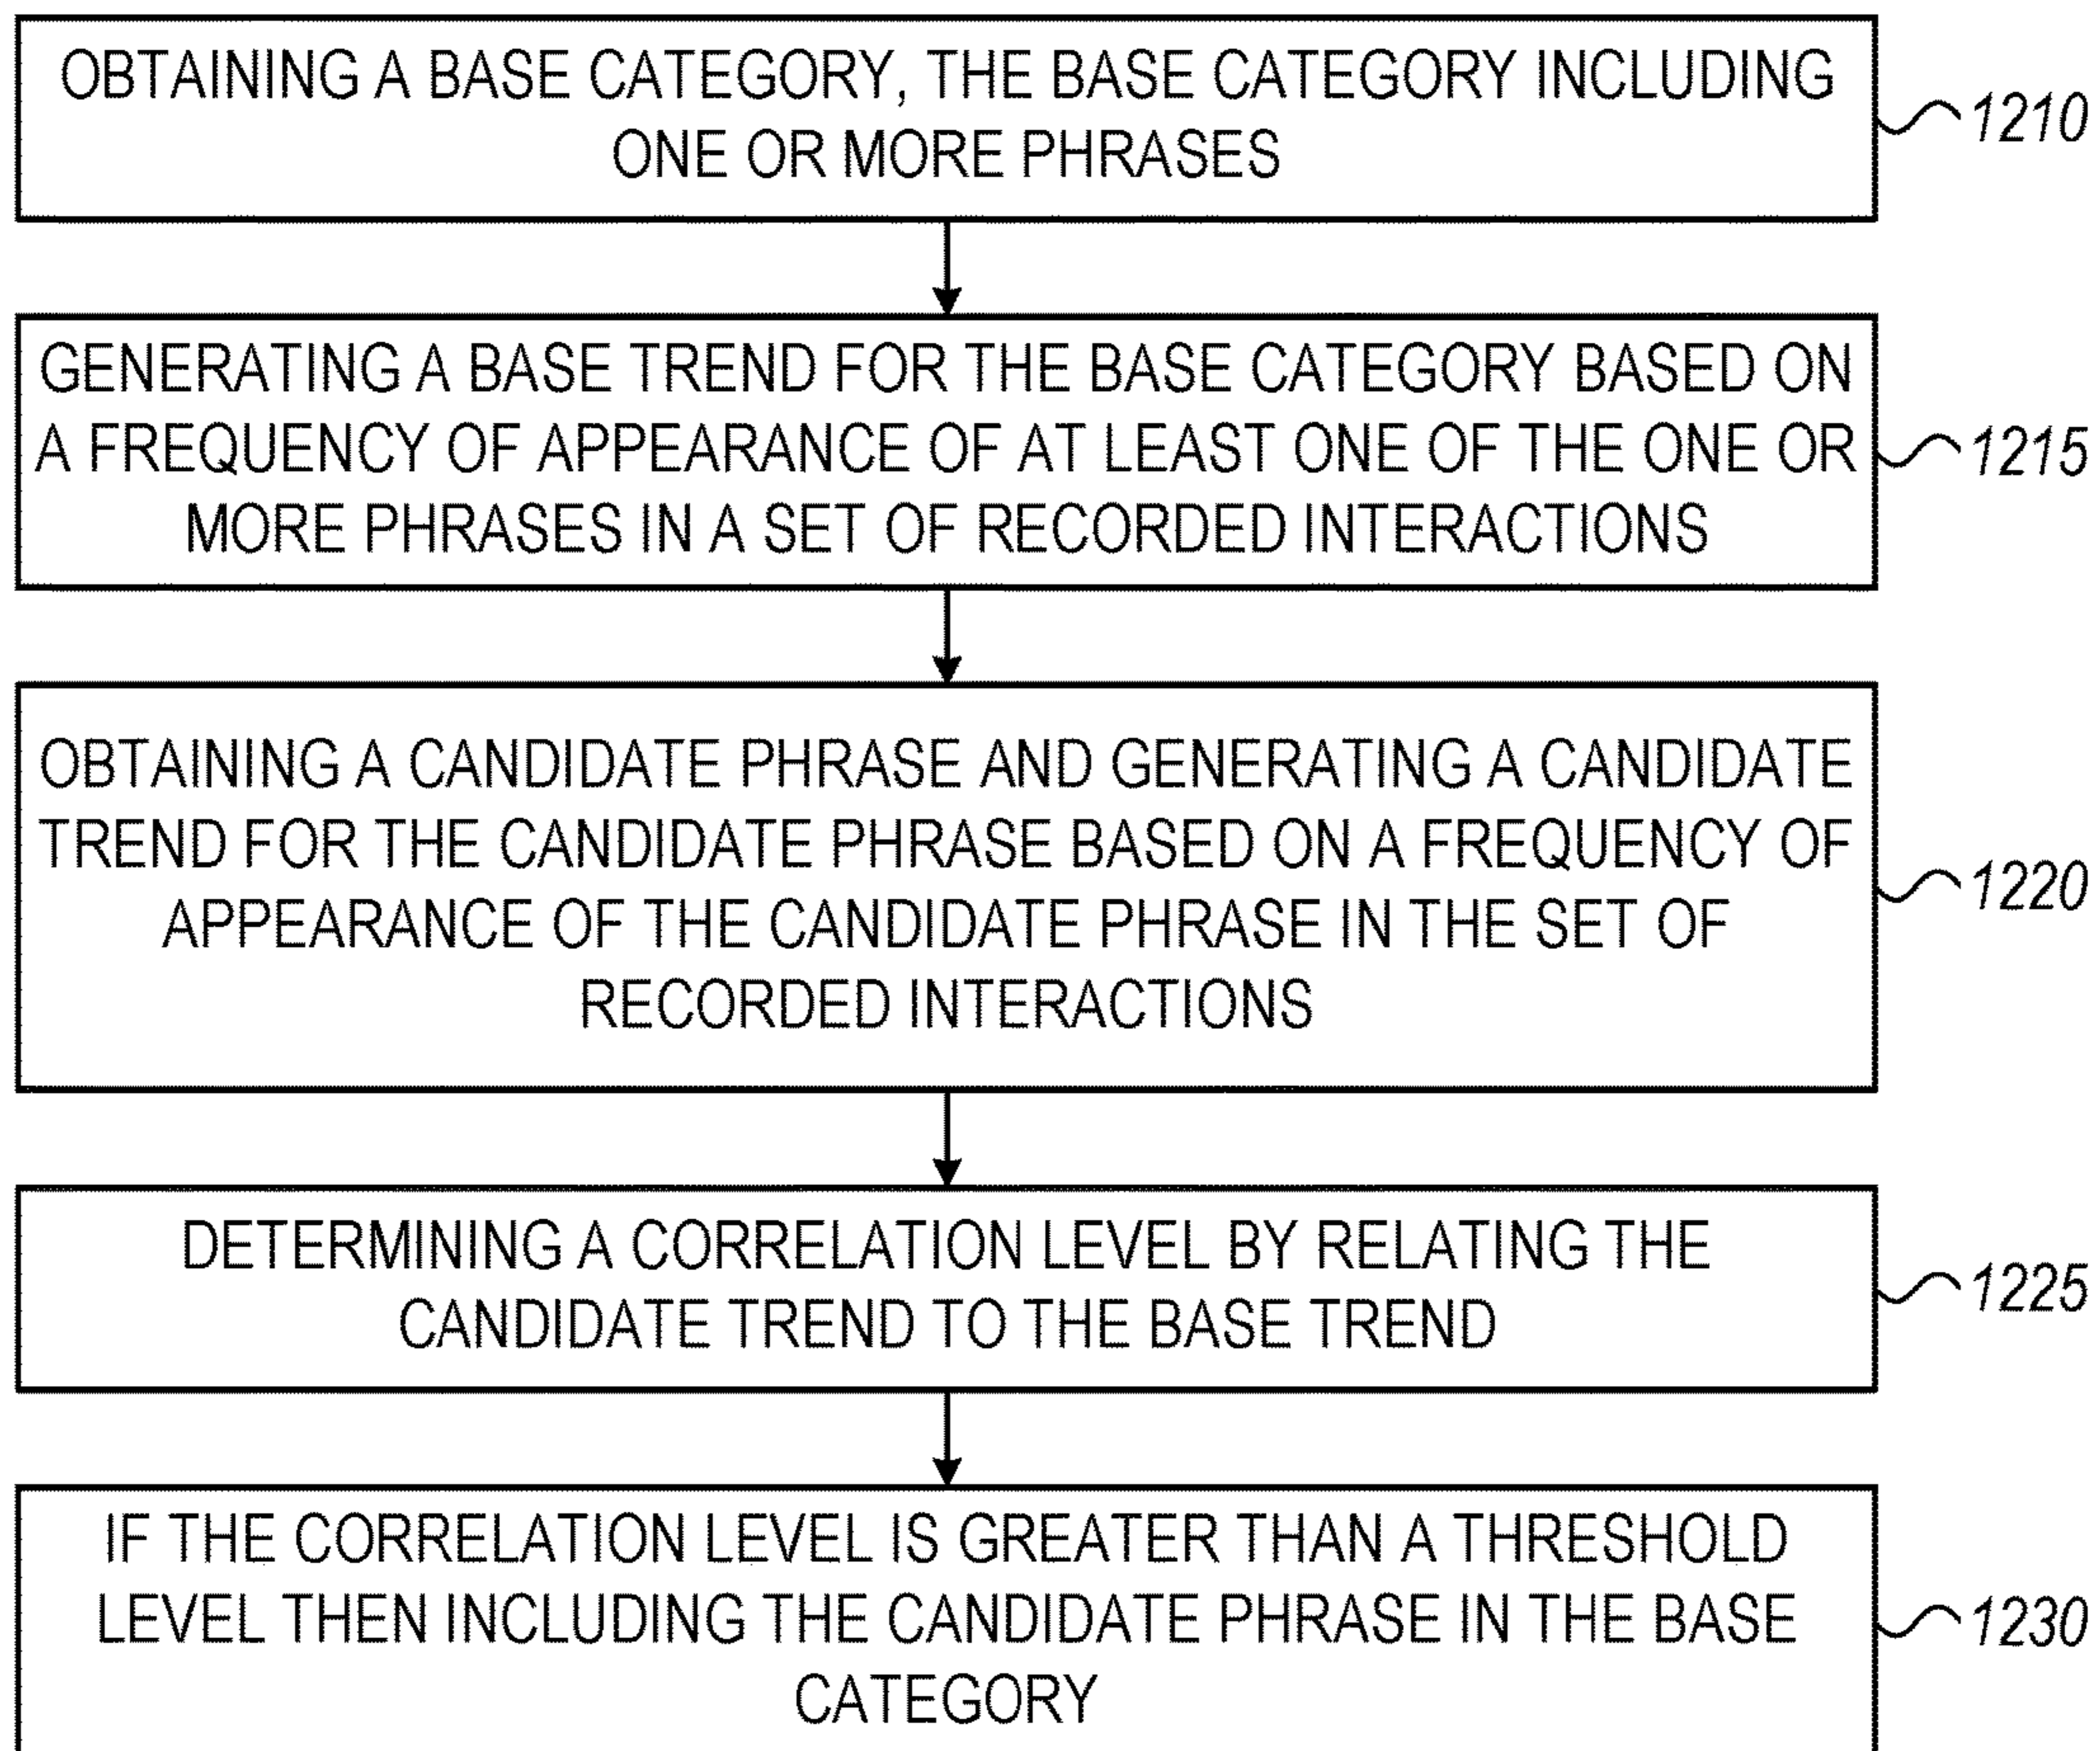 OBTAINING A BASE CATEGORY, THE BASE CATEGORY INCLUDING
ONE OR MORE PHRASES
1210
GENERATING A BASE TREND FOR THE BASE CATEGORY BASED ON
A FREQUENCY OF APPEARANCE OF AT LEAST ONE OF THE ONE OR
MORE PHRASES IN A SET OF RECORDED INTERACTIONS
1215
OBTAINING A CANDIDATE PHRASE AND GENERATING A CANDIDATE
TREND FOR THE CANDIDATE PHRASE BASED ON A FREQUENCY OF
APPEARANCE OF THE CANDIDATE PHRASE IN THE SET OF
RECORDED INTERACTIONS
1220
DETERMINING A CORRELATION LEVEL BY RELATING THE
CANDIDATE TREND TO THE BASE TREND
1225
IF THE CORRELATION LEVEL IS GREATER THAN A THRESHOLD
LEVEL THEN INCLUDING THE CANDIDATE PHRASE IN THE BASE
CATEGORY
1230